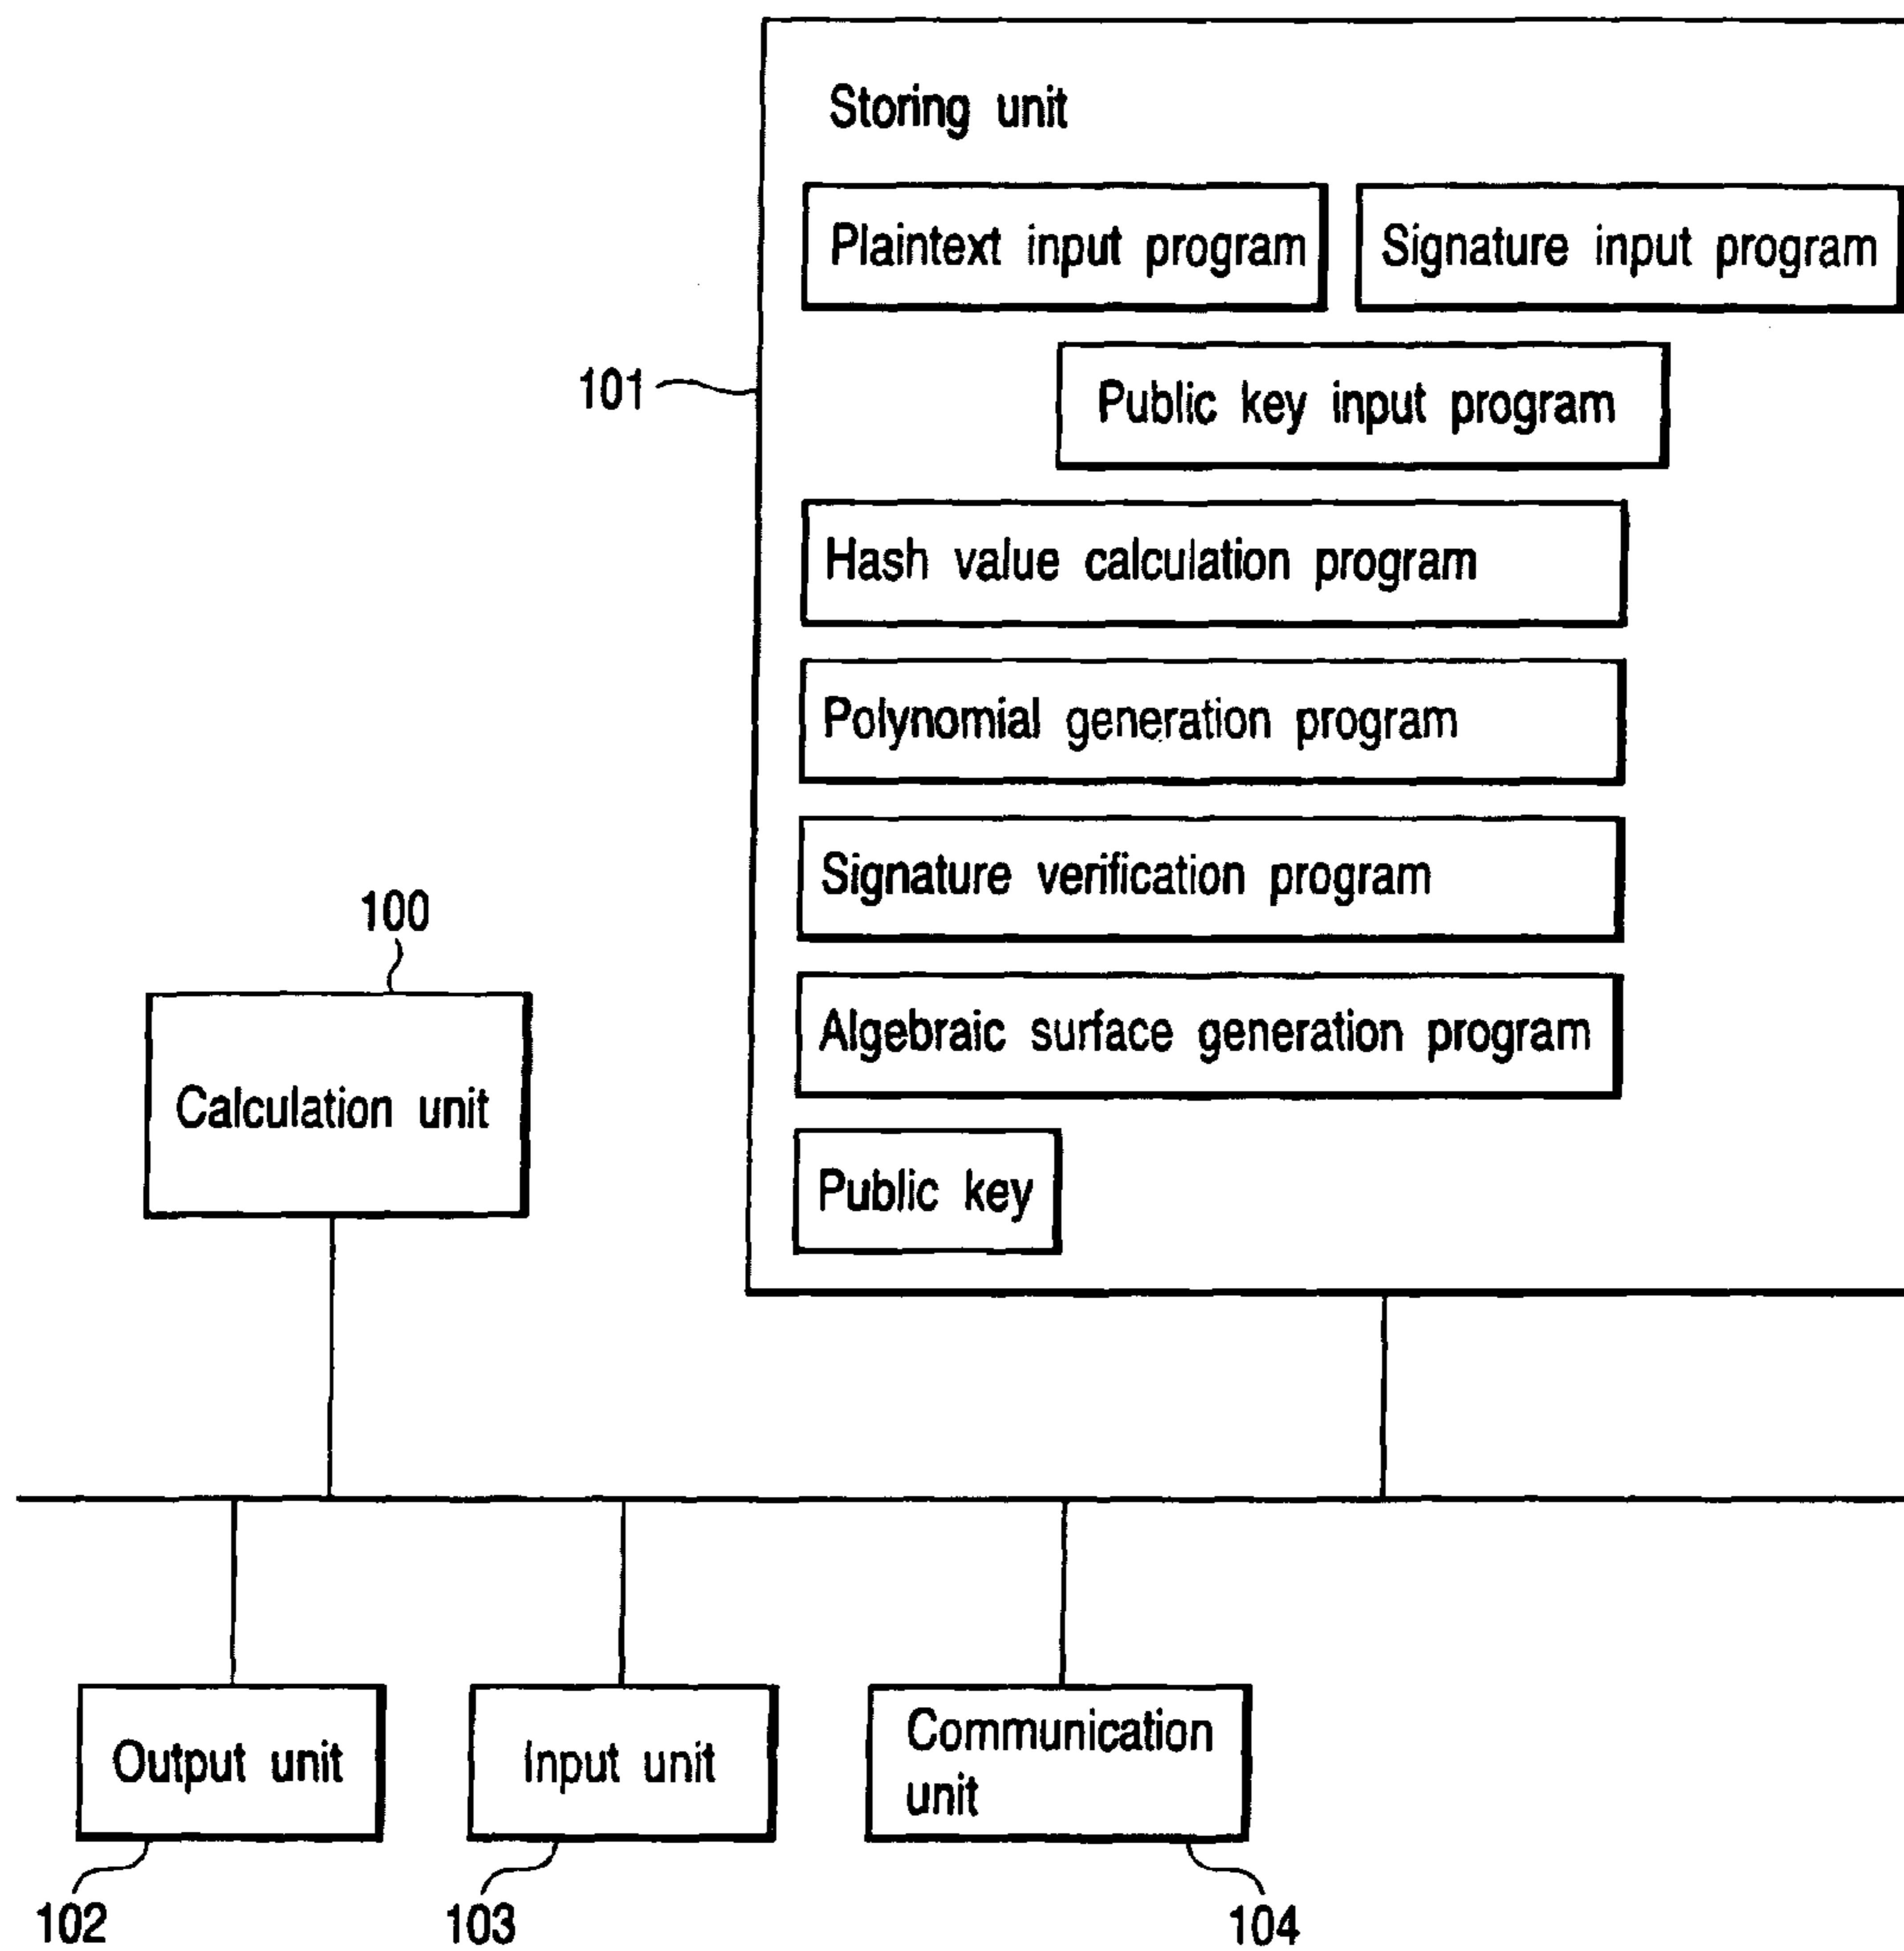 Storing unit
Plaintext input program
Signature input program
101
Public key input program
Hash value calculation program
Polynomial generation program
Signature verification program
100
Algebraic surface generation program
Calculation unit
Public key
Output unit
Input unit
Communication
unit
102
103
104